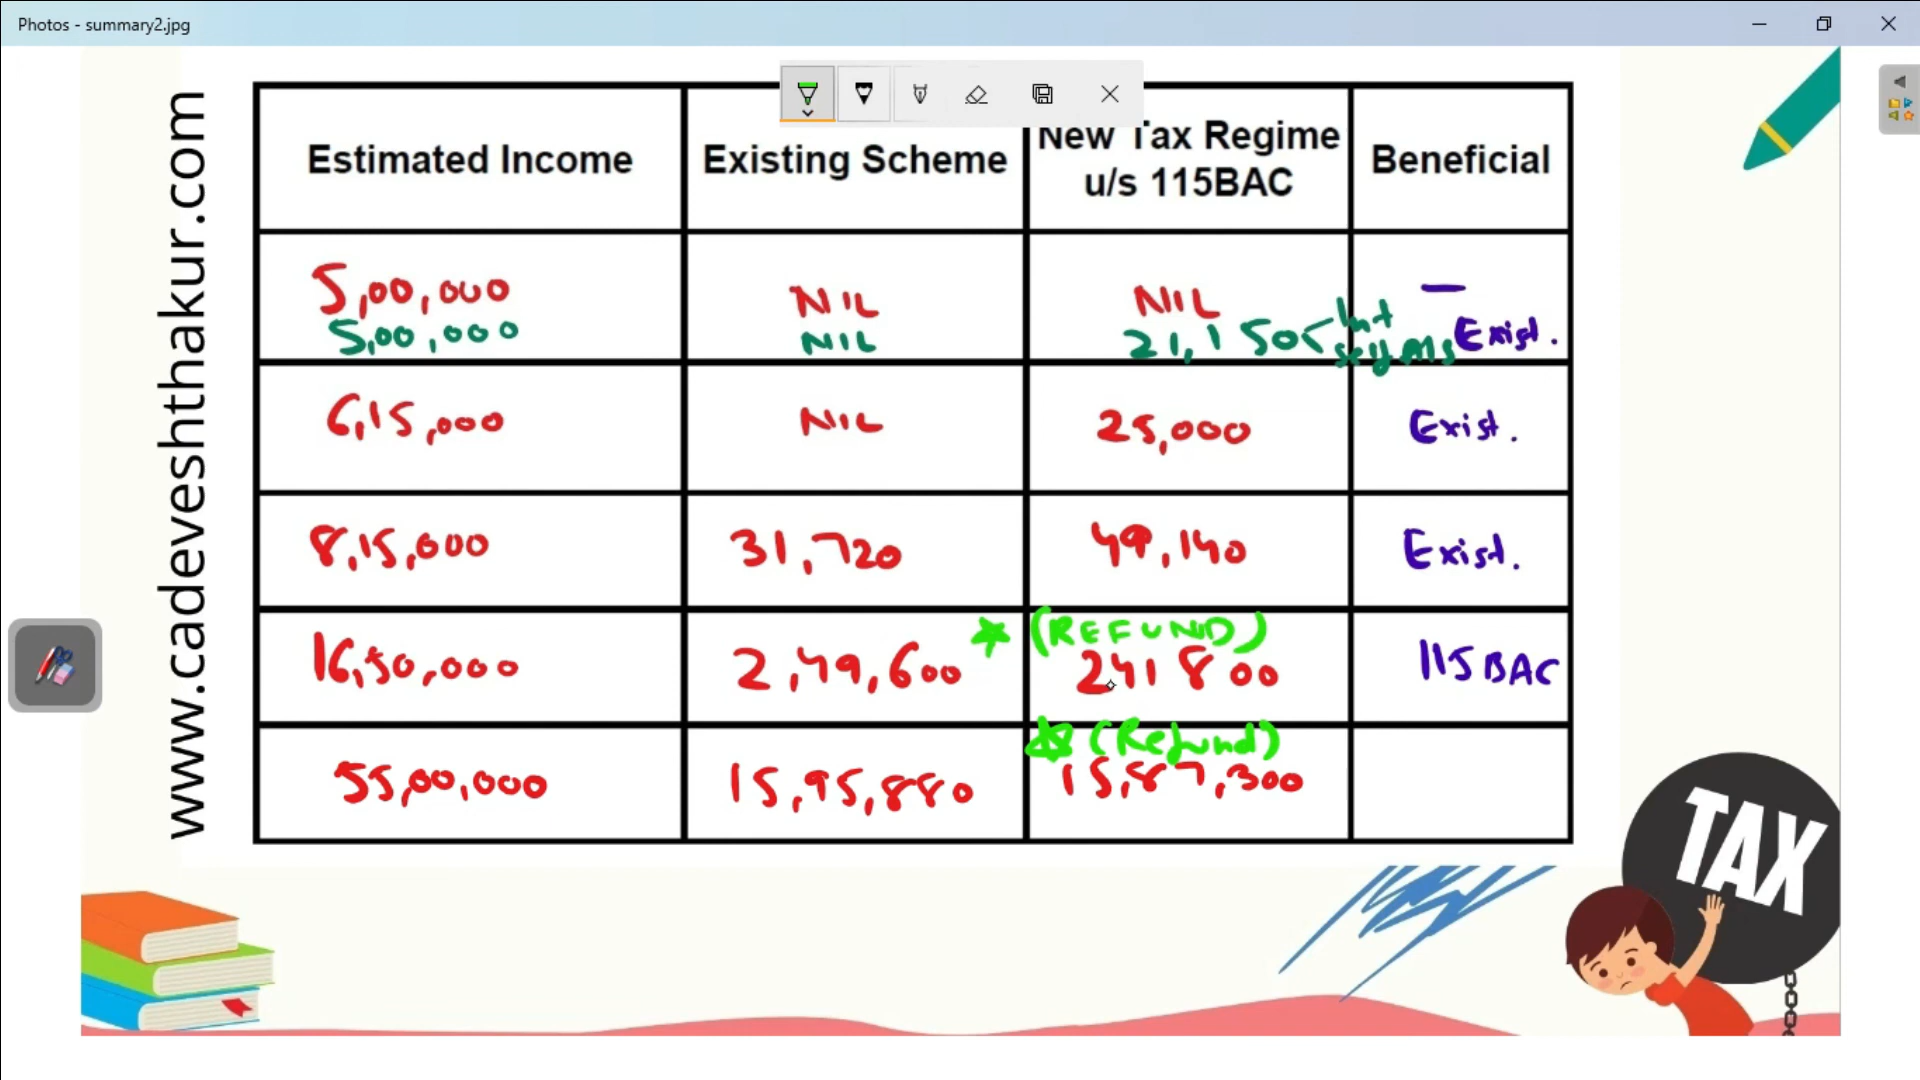 Photos - summary2.jpg
www.cadeveshthakur.com
Estimated Income
Existing Scheme
New Tax Regime
u/s 115BAC
Beneficial
5,00,000
NIL
NIL
—
5,00,000
NIL
21,150 < Int
Exist.
6,15,000
NIL
25,000
Exist.
8,15,000
31,720
49,140
Exist.
(REFUND)
16,50,000
2,49,600
241800
115BAC
(Refund)
55,00,000
15,95,880
15,87,300
TAX